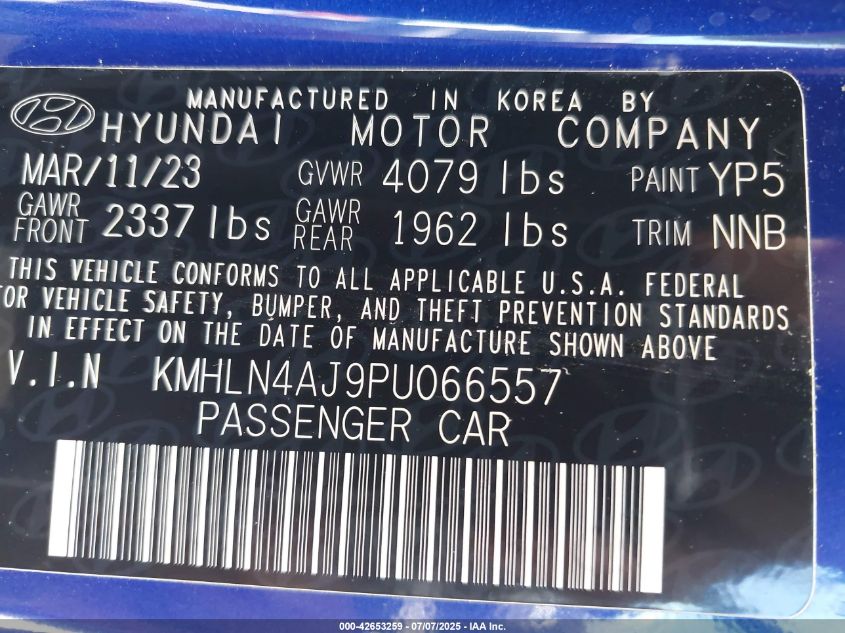 MANUFACTURED IN KOREA BY
HYUNDAI MOTOR COMPANY
MAR/11/23 GVWR 4079 lbs PAINT YP5
GAWR FRONT 2337 lbs GAWR REAR 1962 lbs TRIM NNB
THIS VEHICLE CONFORMS TO ALL APPLICABLE U.S.A. FEDERAL
OR VEHICLE SAFETY, BUMPER, AND THEFT PREVENTION STANDARDS
IN EFFECT ON THE DATE OF MANUFACTURE SHOWN ABOVE
V.I.N KMHLN4AJ9PU066557
PASSENGER CAR
000-42653259 - 07/07/2025 - IAA Inc.